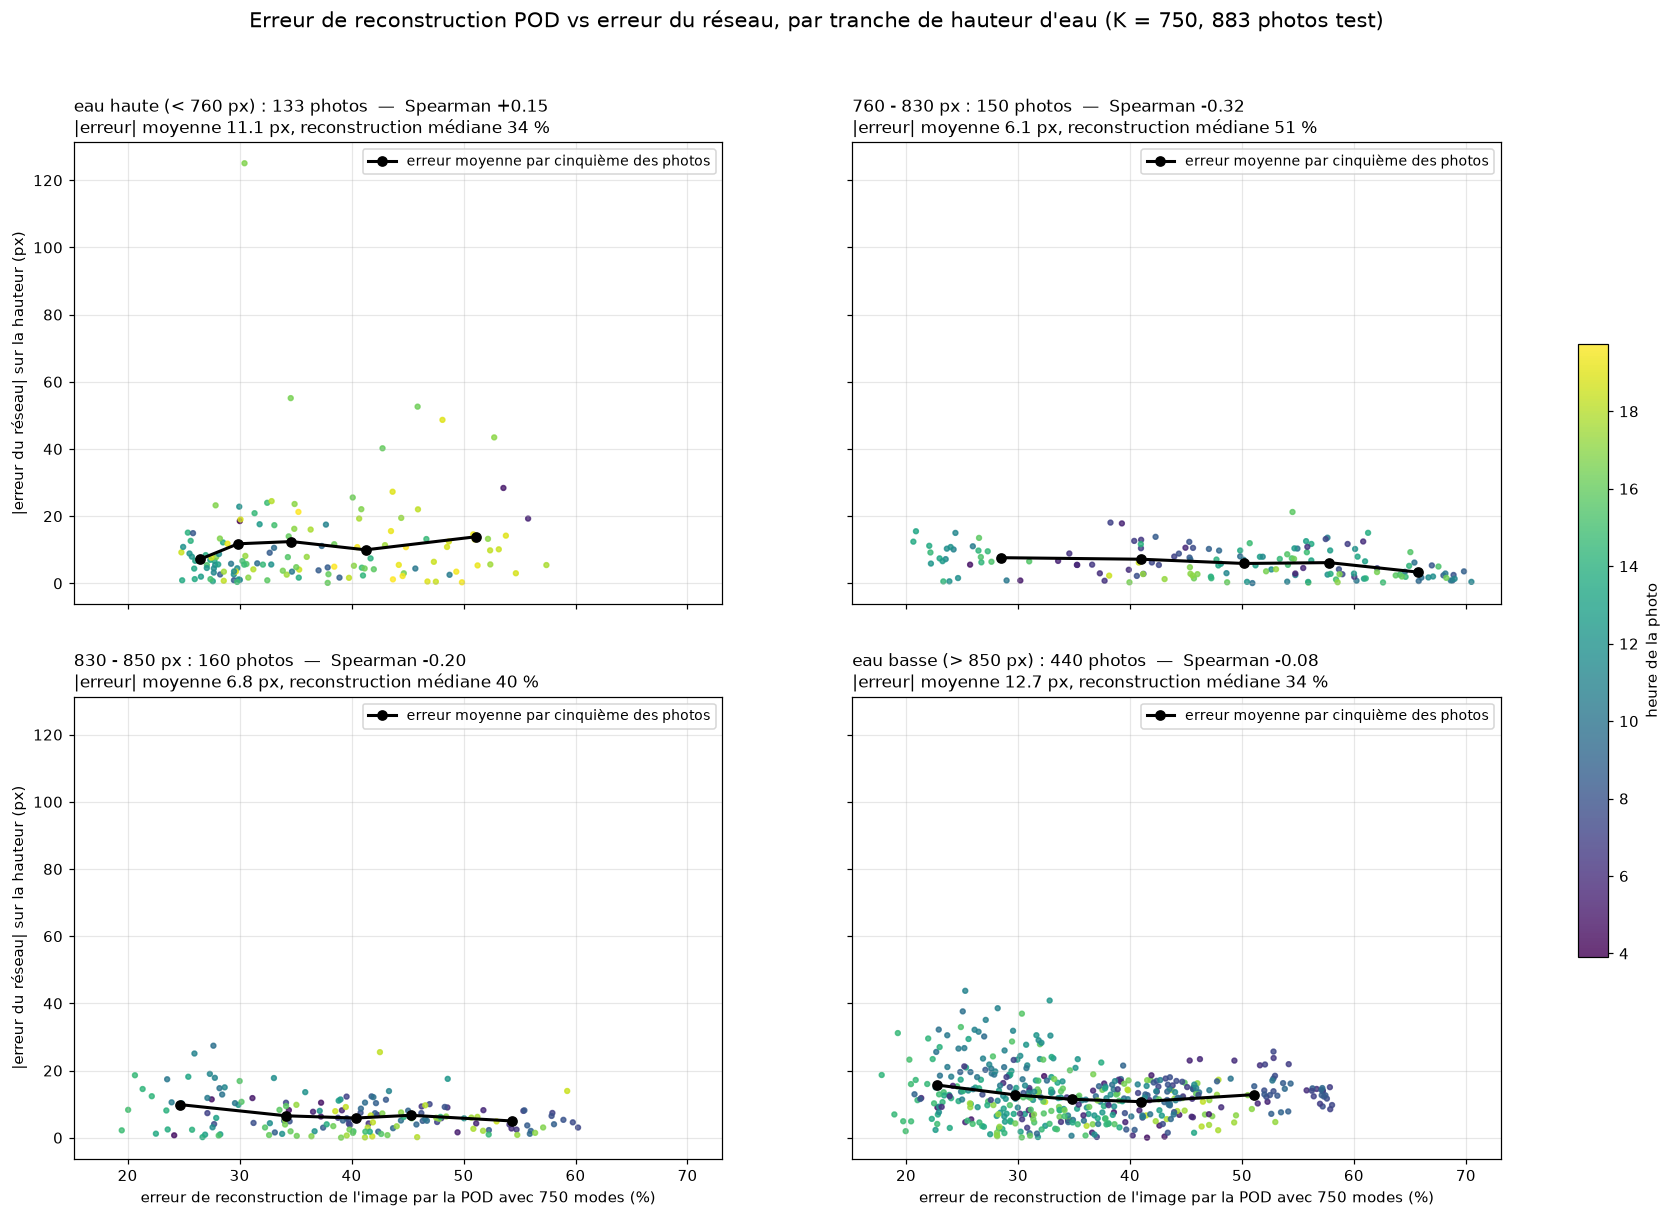 Erreur de reconstruction POD vs erreur du réseau, par tranche de hauteur d'eau (K = 750, 883 photos test)
eau haute (< 760 px) : 133 photos — Spearman +0.15
|erreur| moyenne 11.1 px, reconstruction médiane 34 %
erreur moyenne par cinquième des photos
120
100
80
60
40
20
0
|erreur du réseau| sur la hauteur (px)
760 - 830 px : 150 photos — Spearman -0.32
|erreur| moyenne 6.1 px, reconstruction médiane 51 %
erreur moyenne par cinquième des photos
830 - 850 px : 160 photos — Spearman -0.20
|erreur| moyenne 6.8 px, reconstruction médiane 40 %
erreur moyenne par cinquième des photos
120
100
80
60
40
20
0
|erreur du réseau| sur la hauteur (px)
20 30 40 50 60 70
erreur de reconstruction de l'image par la POD avec 750 modes (%)
eau basse (> 850 px) : 440 photos — Spearman -0.08
|erreur| moyenne 12.7 px, reconstruction médiane 34 %
erreur moyenne par cinquième des photos
20 30 40 50 60 70
erreur de reconstruction de l'image par la POD avec 750 modes (%)
18
16
14
12
10
8
6
4
heure de la photo